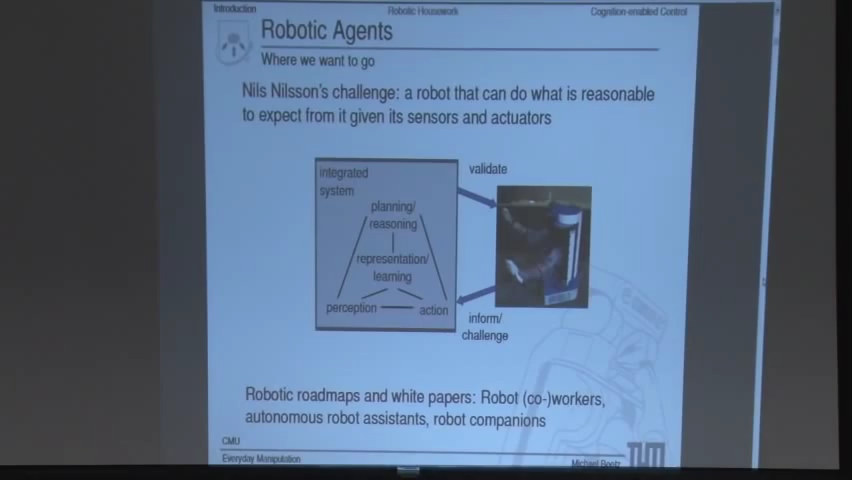 Introduction
Robotic Housework
Cognition-enabled Control
Robotic Agents
Where we want to go
Nils Nilsson's challenge: a robot that can do what is reasonable
to expect from it given its sensors and actuators
integrated
system
planning/
reasoning
representation/
learning
perception
action
validate
inform/
challenge
Robotic roadmaps and white papers: Robot (co-)workers,
autonomous robot assistants, robot companions
CMU
Everyday Manipulation
Michael Beetz